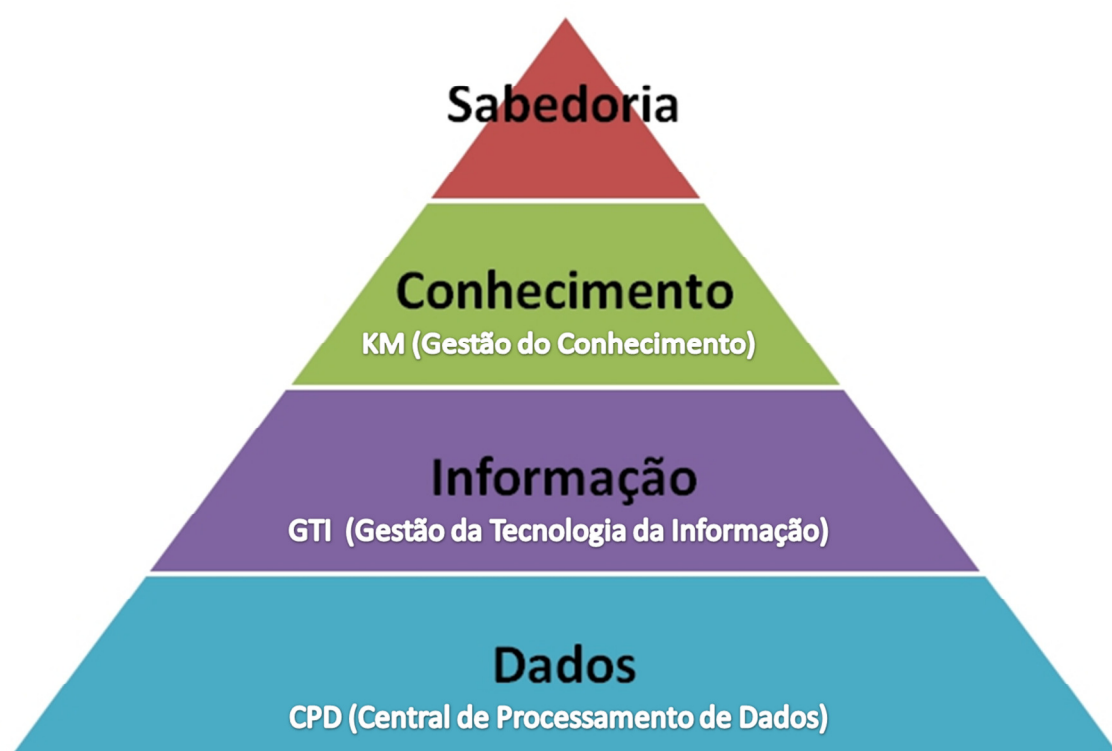 Sabedoria
Conhecimento
KM (Gestão do Conhecimento)
Informação
GTI  (Gestão da Tecnologia da Informação)
Dados
CPD (Central de Processamento de Dados)